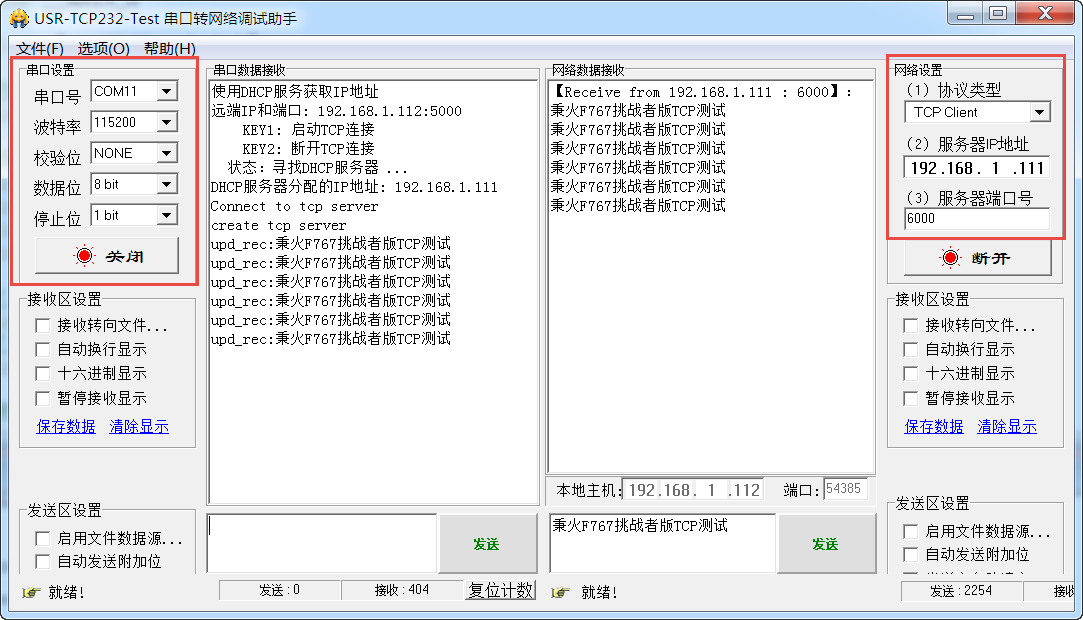 USR-TCP232-Test 串口转网络调试助手
文件(F) 选项(O) 帮助(H)
串口设置
串口号 COM11
波特率 115200
校验位 NONE
数据位 8 bit
停止位 1 bit
关闭
接收区设置
接收转向文件...
自动换行显示
十六进制显示
暂停接收显示
保存数据 清除显示
发送区设置
启用文件数据源...
自动发送附加位
就绪!
串口数据接收
使用DHCP服务获取IP地址
远端IP和端口: 192.168.1.112:5000
KEY1: 启动TCP连接
KEY2: 断开TCP连接
状态：寻找DHCP服务器 ...
DHCP服务器分配的IP地址: 192.168.1.111
Connect to tcp server
create tcp server
upd_rec:秉火F767挑战者版TCP测试
upd_rec:秉火F767挑战者版TCP测试
upd_rec:秉火F767挑战者版TCP测试
upd_rec:秉火F767挑战者版TCP测试
upd_rec:秉火F767挑战者版TCP测试
upd_rec:秉火F767挑战者版TCP测试
发送
发送 : 0 接收 : 404 复位计数
网络数据接收
【Receive from 192.168.1.111 : 6000】:
秉火F767挑战者版TCP测试
秉火F767挑战者版TCP测试
秉火F767挑战者版TCP测试
秉火F767挑战者版TCP测试
秉火F767挑战者版TCP测试
秉火F767挑战者版TCP测试
本地主机: 192.168. 1 .112 端口: 54385
秉火F767挑战者版TCP测试
发送
就绪!
网络设置
（1）协议类型
TCP Client
（2）服务器IP地址
192.168. 1 .111
（3）服务器端口号
6000
断开
接收区设置
接收转向文件...
自动换行显示
十六进制显示
暂停接收显示
保存数据 清除显示
发送区设置
启用文件数据源...
自动发送附加位
发送 : 2254 接收